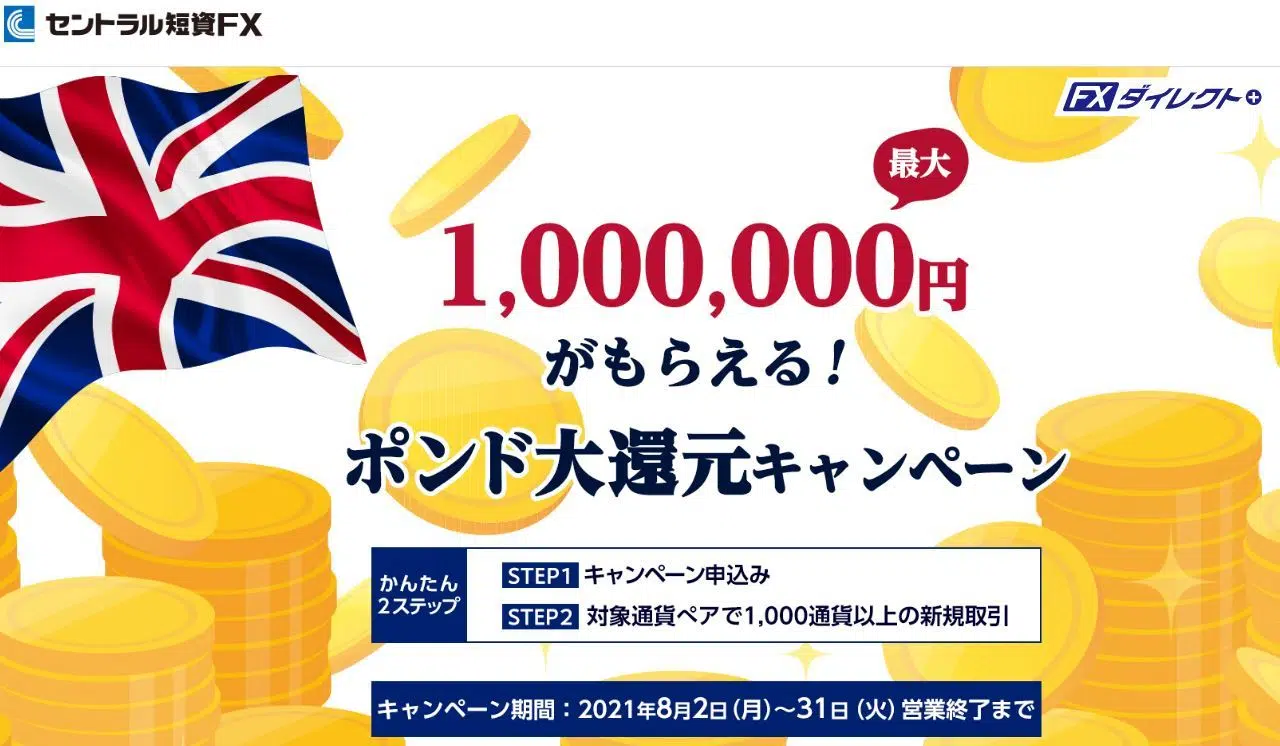 セントラル短資FX
FXダイレクト+
最大
1,000,000円
がもらえる!
ポンド大還元キャンペーン
かんたん
2ステップ
STEP1 キャンペーン申込み
STEP2 対象通貨ペアで1,000通貨以上の新規取引
キャンペーン期間:2021年8月2日(月)~31日(火)営業終了まで